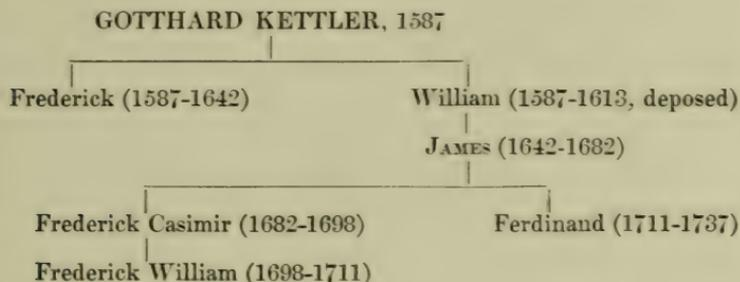 GOTTHARD KETTLER, 1587
Frederick (1587-1642) William (1587-1613, deposed)
JAMES (1642-1682)
Frederick Casimir (1682-1698) Ferdinand (1711-1737)
Frederick William (1698-1711)